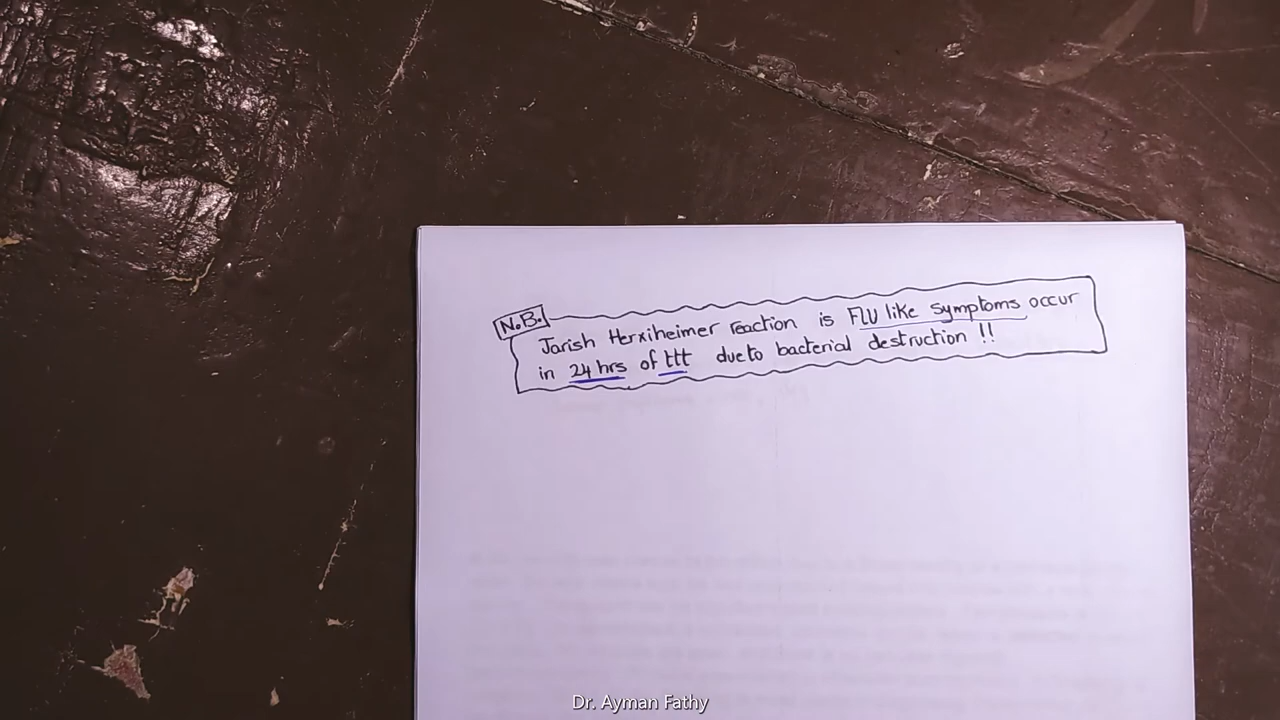 N.B.
Jarish Herxiheimer reaction is FLU like symptoms occur
in 24 hrs of ttt due to bacterial destruction !!
Dr. Ayman Fathy